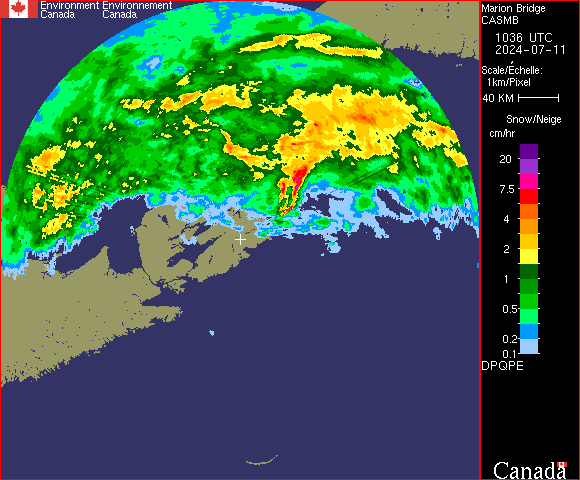 Environment Environnement
Canada Canada
Marion Bridge
CASMB
1036 UTC
2024-07-11
Scale/Échelle:
1km/Pixel
40 KM
Snow/Neige
cm/hr
20
7.5
4
2
1
0.5
0.2
0.1
DPQPE
Canada